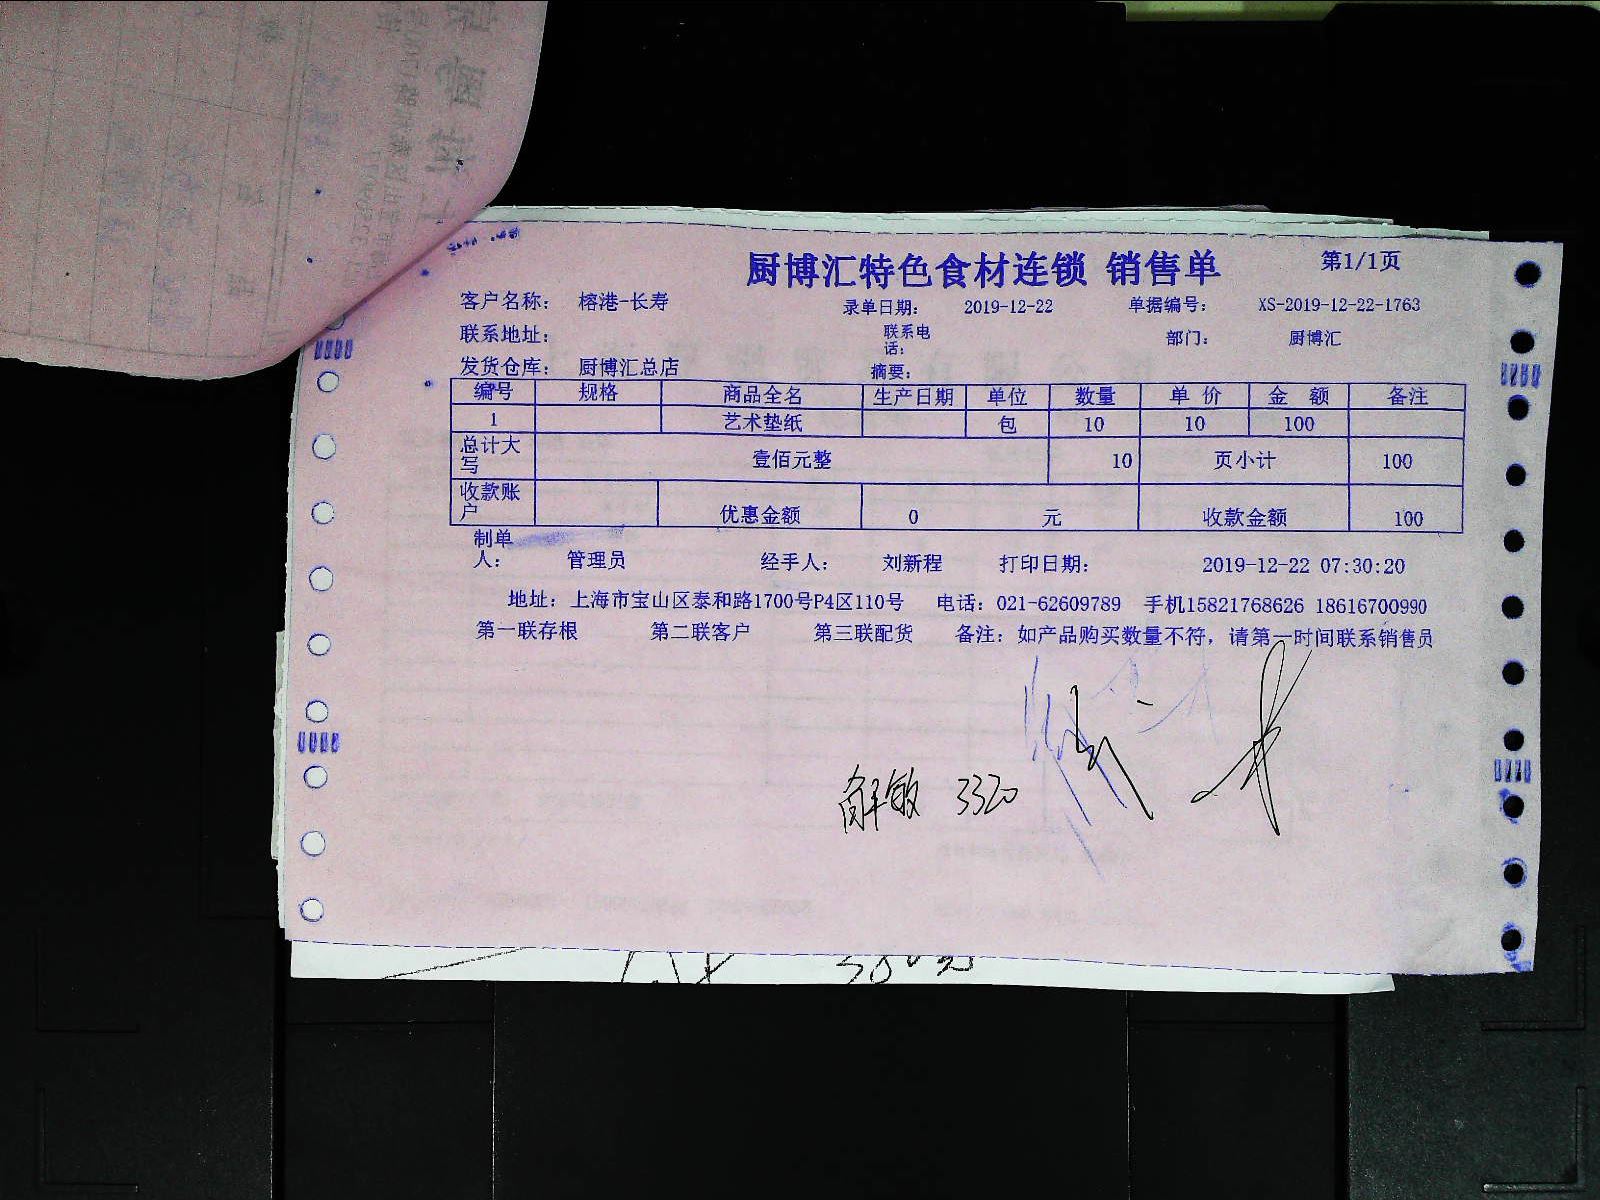 厨博汇特色食材连锁 销售单 第1/1页
客户名称: 榕港-长寿 录单日期: 2019-12-22 单据编号: XS-2019-12-22-1763
联系地址: 联系电话: 部门: 厨博汇
发货仓库: 厨博汇总店 摘要:
编号 规格 商品全名 生产日期 单位 数量 单 价 金 额 备注
1 艺术垫纸 包 10 10 100
总计大写 壹佰元整 10 页小计 100
收款账户 优惠金额 0 元 收款金额 100
制单人: 管理员 经手人: 刘新程 打印日期: 2019-12-22 07:30:20
地址: 上海市宝山区泰和路1700号P4区110号 电话: 021-62609789 手机15821768626 18616700990
第一联存根 第二联客户 第三联配货 备注: 如产品购买数量不符, 请第一时间联系销售员
解敏 3320